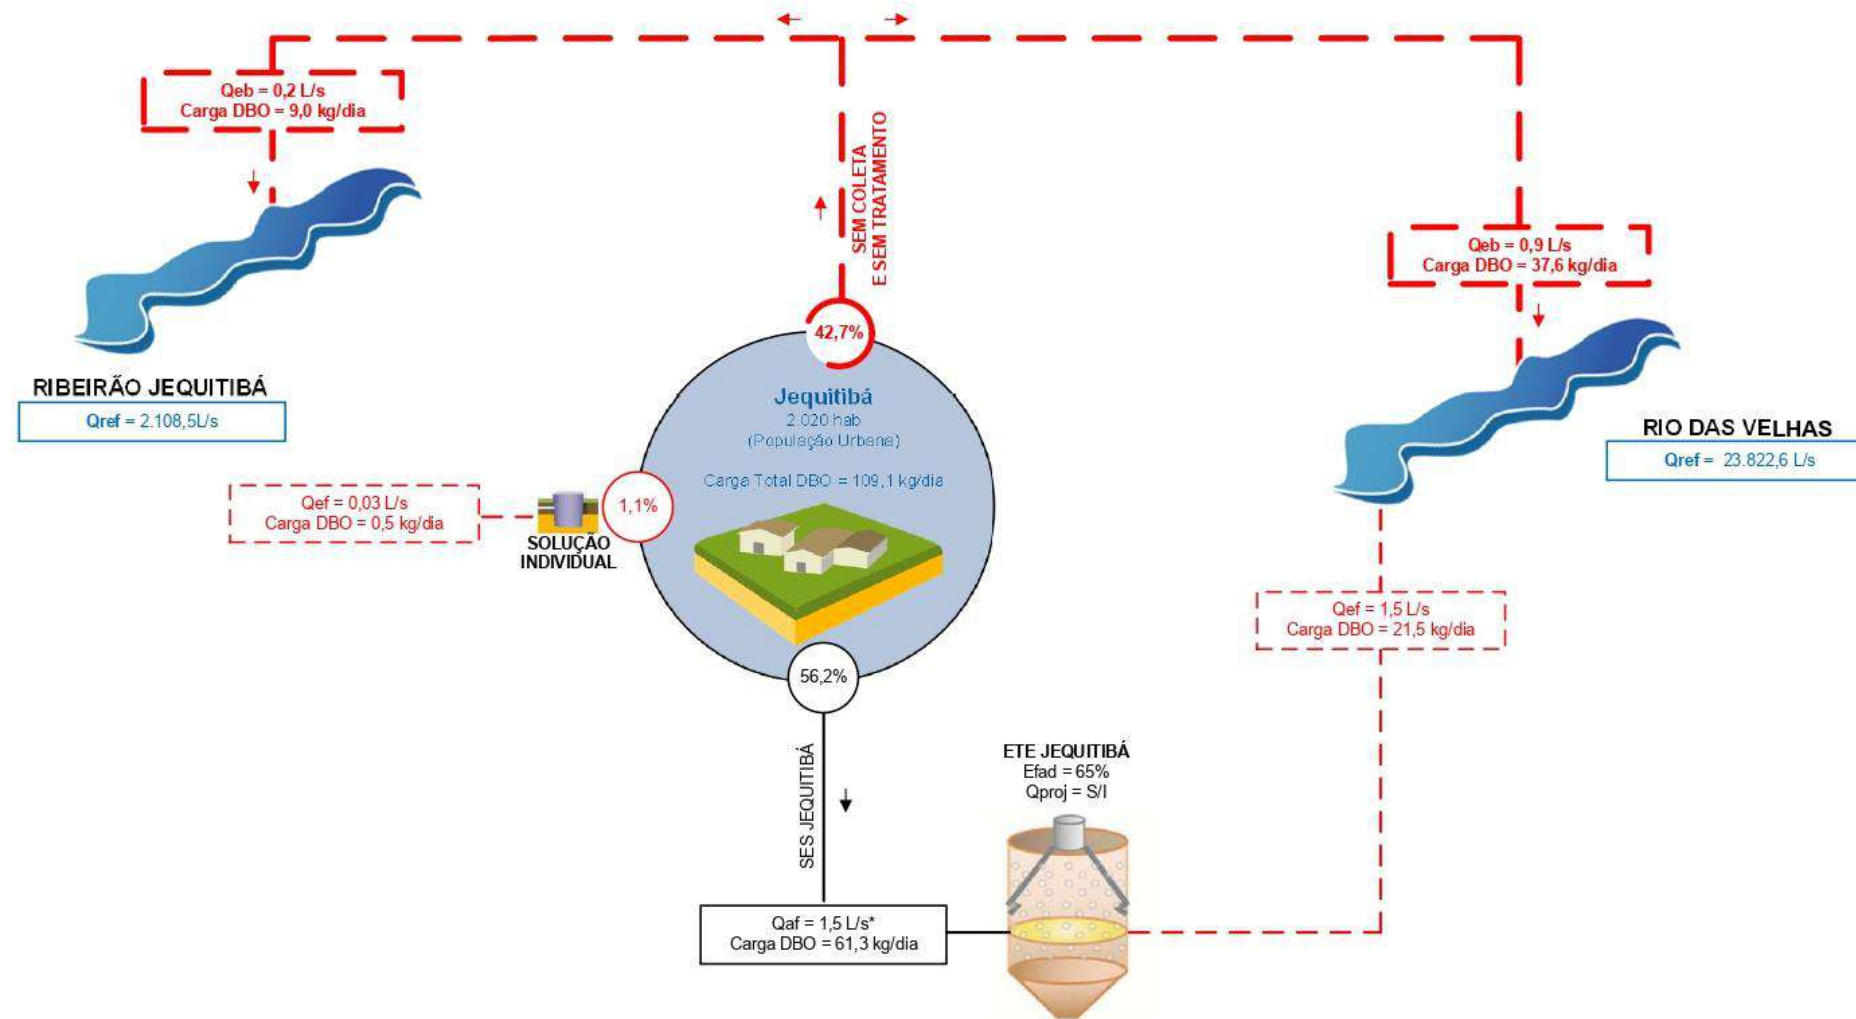 Qeb = 0,2 L/s
Carga DBO = 9,0 kg/dia
SEM COLETA
E SEM TRATAMENTO
Qeb = 0,9 L/s
Carga DBO = 37,6 kg/dia
42,7%
RIBEIRÃO JEQUITIBÁ
Qref = 2.108,5L/s
Jequitibá
2.020 hab
(População Urbana)
Carga Total DBO = 109,1 kg/dia
RIO DAS VELHAS
Qref = 23.822,6 L/s
Qef = 0,03 L/s
Carga DBO = 0,5 kg/dia
SOLUÇÃO
INDIVIDUAL
1,1%
Qef = 1,5 L/s
Carga DBO = 21,5 kg/dia
56,2%
SES JEQUITIBÁ
ETE JEQUITIBÁ
Efad = 65%
Qproj = S/I
Qaf = 1,5 L/s*
Carga DBO = 61,3 kg/dia